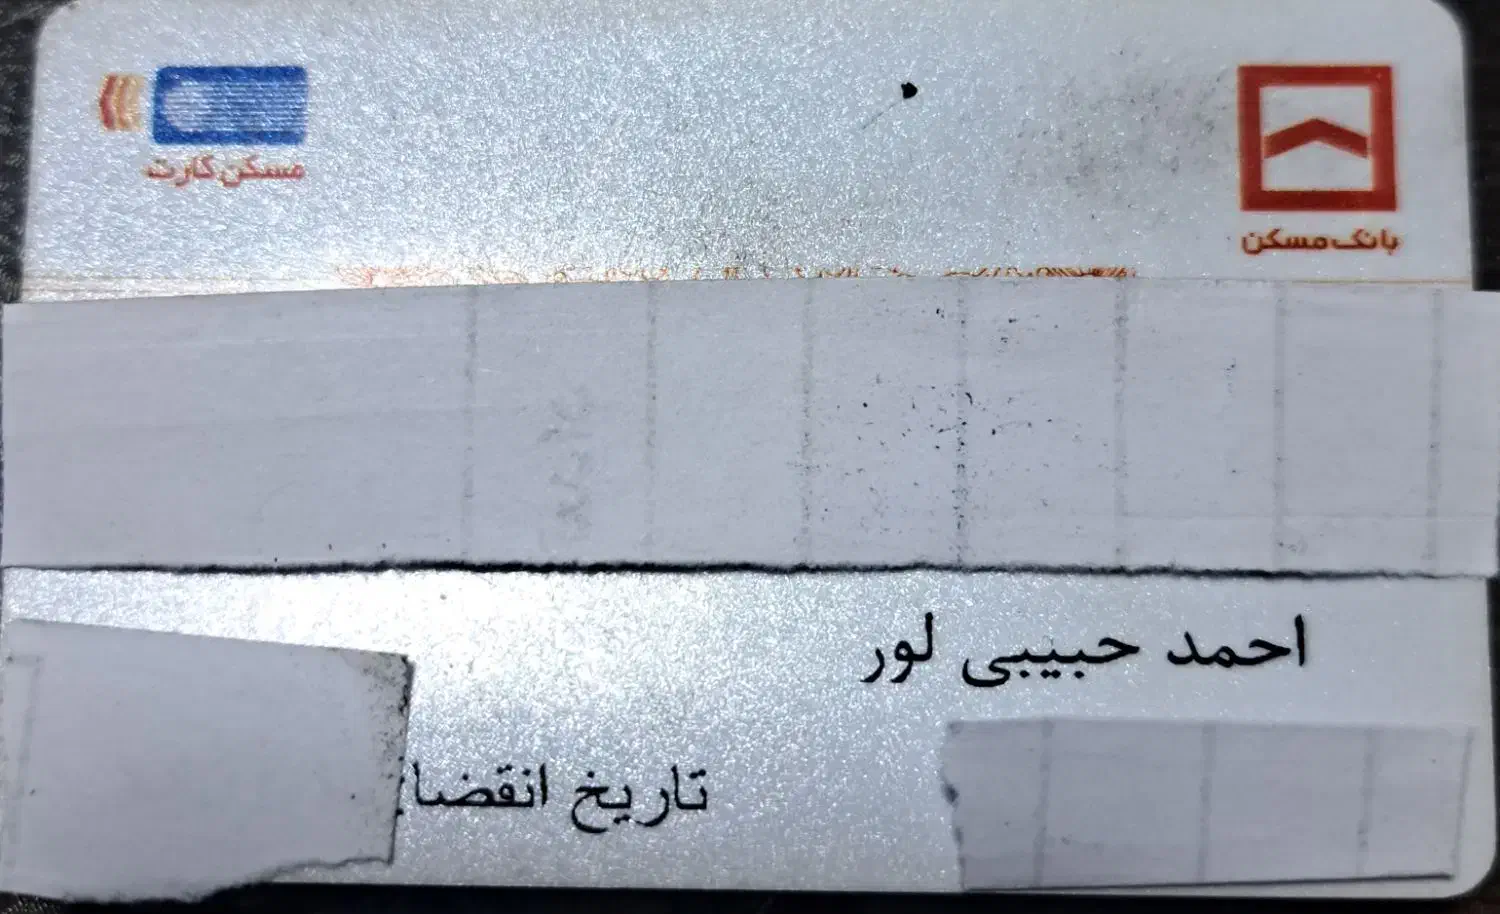 بانک مسکن
مسکن کارت
احمد حبیبی لور
تاریخ انقضا: